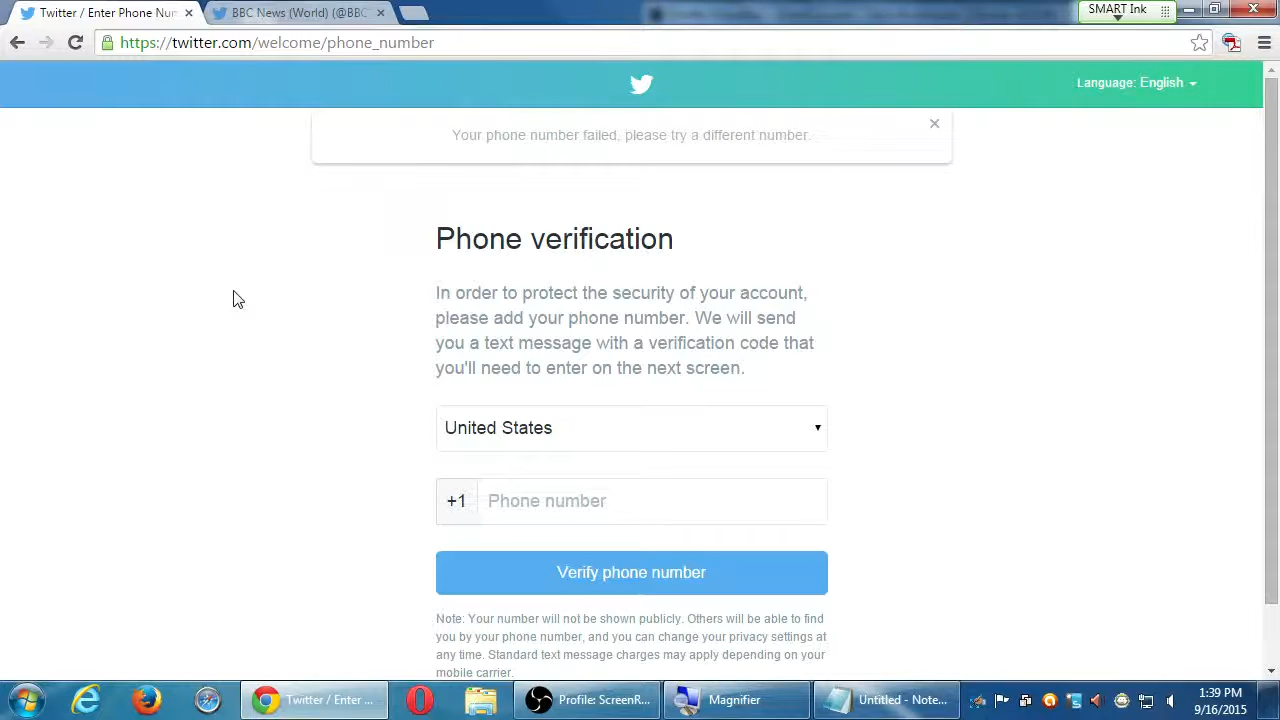 Twitter / Enter Phone Num
BBC News (World) (@BBC
SMART Ink
https://twitter.com/welcome/phone_number
Language: English
Your phone number failed, please try a different number.
Phone verification
In order to protect the security of your account,
please add your phone number. We will send
you a text message with a verification code that
you'll need to enter on the next screen.
United States
+1 Phone number
Verify phone number
Note: Your number will not be shown publicly. Others will be able to find
you by your phone number, and you can change your privacy settings at
any time. Standard text message charges may apply depending on your
mobile carrier.
Twitter / Enter ...
Profile: ScreenR...
Magnifier
Untitled - Note...
1:39 PM
9/16/2015